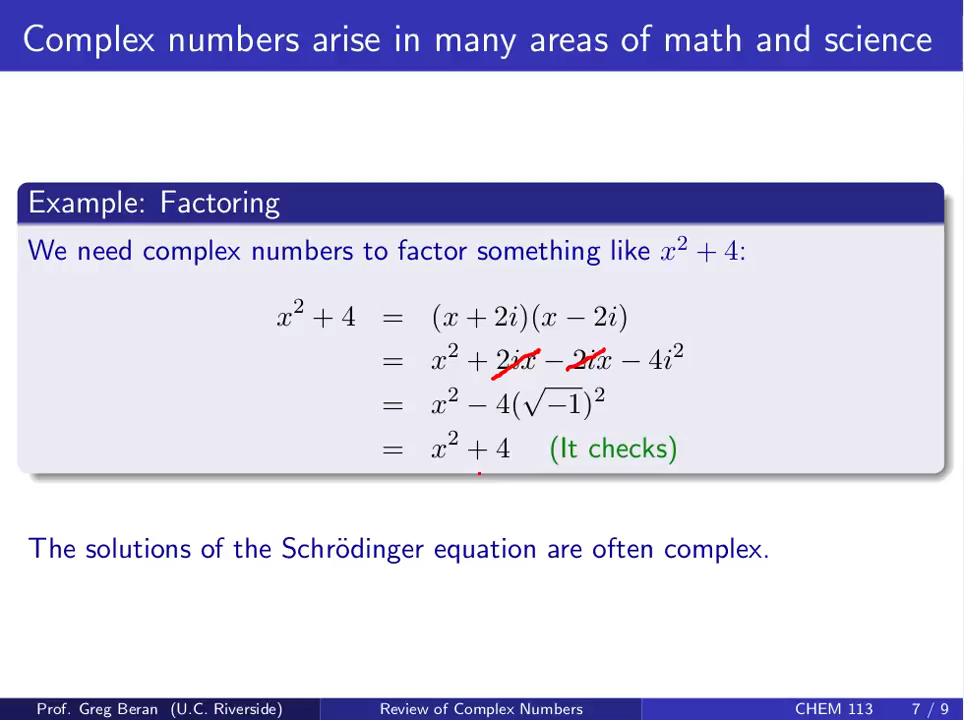 Complex numbers arise in many areas of math and science
Example: Factoring
We need complex numbers to factor something like x² + 4:
x² + 4 = (x + 2i)(x − 2i)
= x² + 2ix − 2ix − 4i²
= x² − 4(√−1)²
= x² + 4 (It checks)
The solutions of the Schrödinger equation are often complex.
Prof. Greg Beran (U.C. Riverside) Review of Complex Numbers CHEM 113 7 / 9